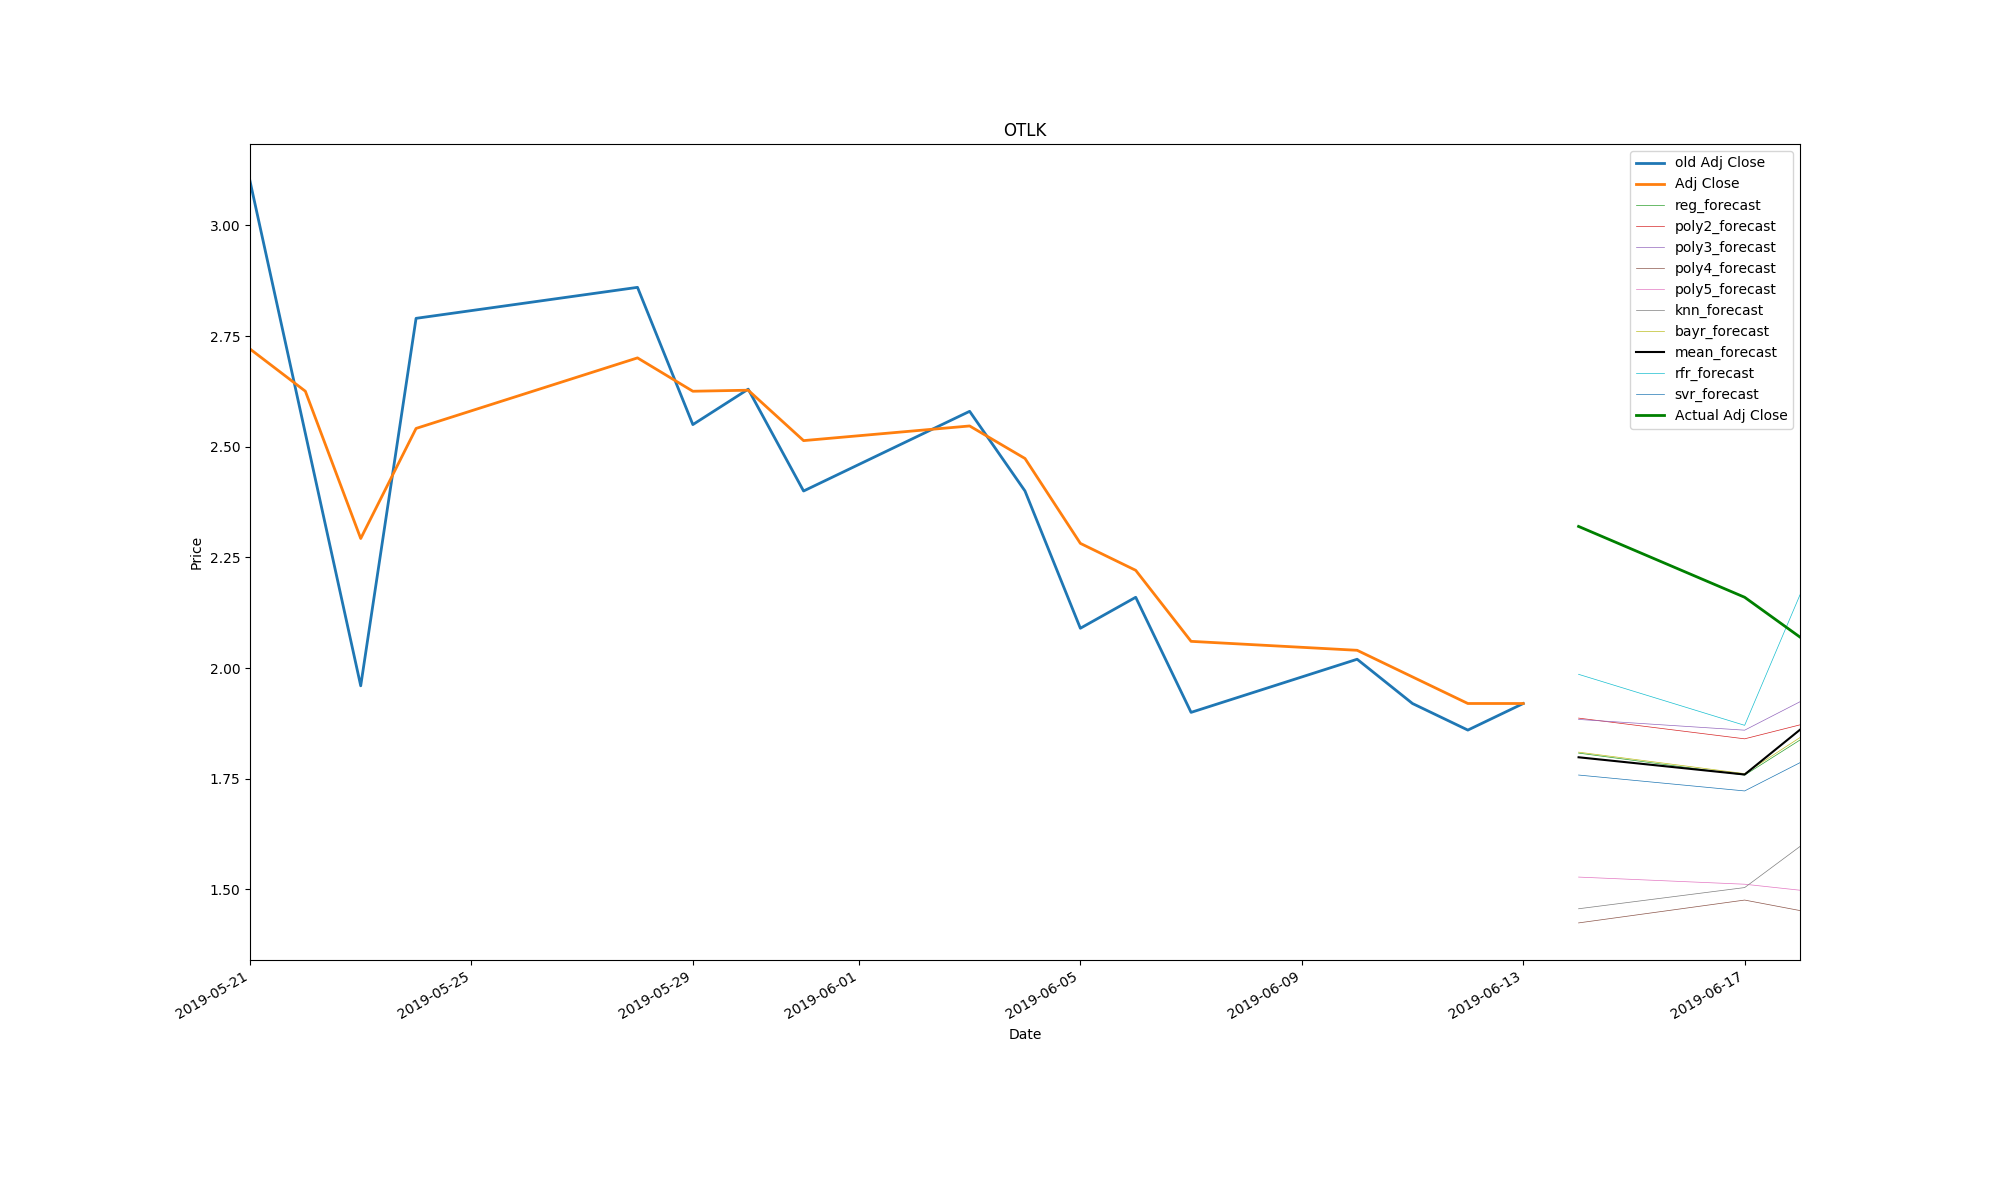 OTLK
old Adj Close
Adj Close
reg_forecast
poly2_forecast
poly3_forecast
poly4_forecast
poly5_forecast
knn_forecast
bayr_forecast
mean_forecast
rfr_forecast
svr_forecast
Actual Adj Close
3.00
2.75
2.50
2.25
2.00
1.75
1.50
Price
2019-05-21
2019-05-25
2019-05-29
2019-06-01
2019-06-05
2019-06-09
2019-06-13
2019-06-17
Date